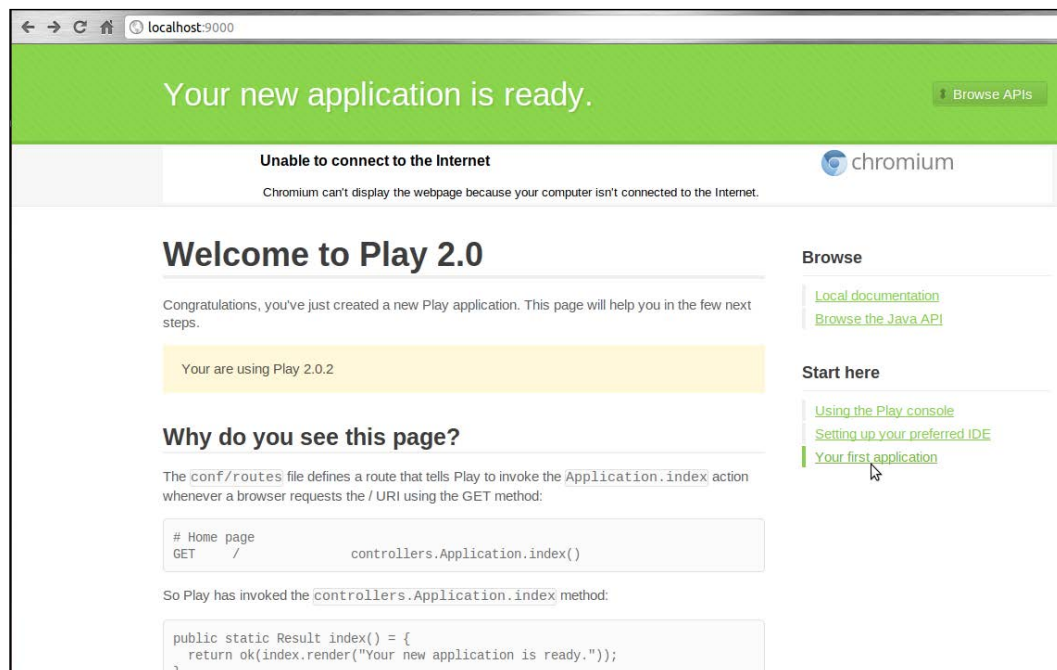 localhost:9000
Your new application is ready.
Browse APIs
Unable to connect to the Internet
chromium
Chromium can't display the webpage because your computer isn't connected to the Internet.
Welcome to Play 2.0
Congratulations, you've just created a new Play application. This page will help you in the few next
steps.
Your are using Play 2.0.2
Why do you see this page?
The conf/routes file defines a route that tells Play to invoke the Application.index action
whenever a browser requests the / URI using the GET method:
# Home page
GET     /               controllers.Application.index()
So Play has invoked the controllers.Application.index method:
public static Result index() = {
  return ok(index.render("Your new application is ready."));
}
Browse
Local documentation
Browse the Java API
Start here
Using the Play console
Setting up your preferred IDE
Your first application